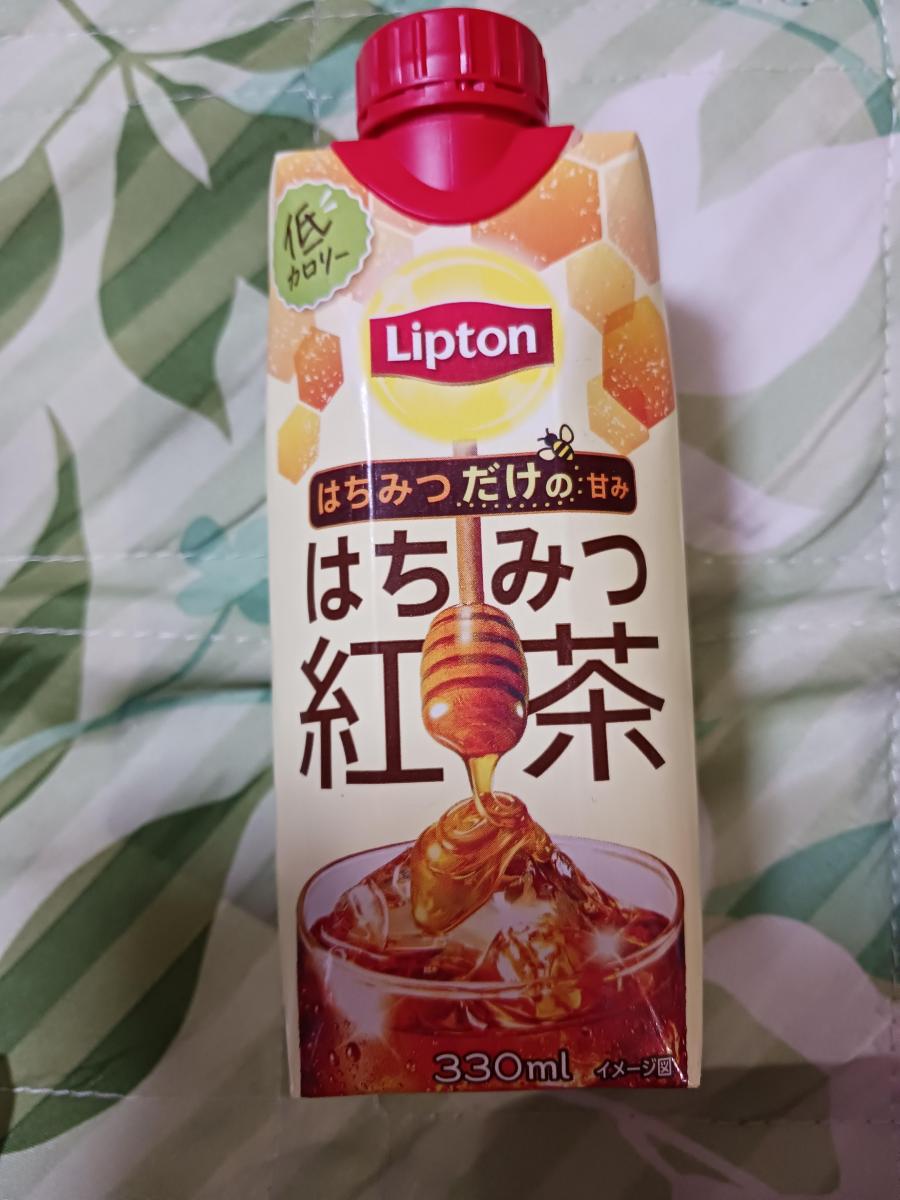 低
カロリー
Lipton
はちみつだけの甘み
はちみつ
紅茶
330ml イメージ図